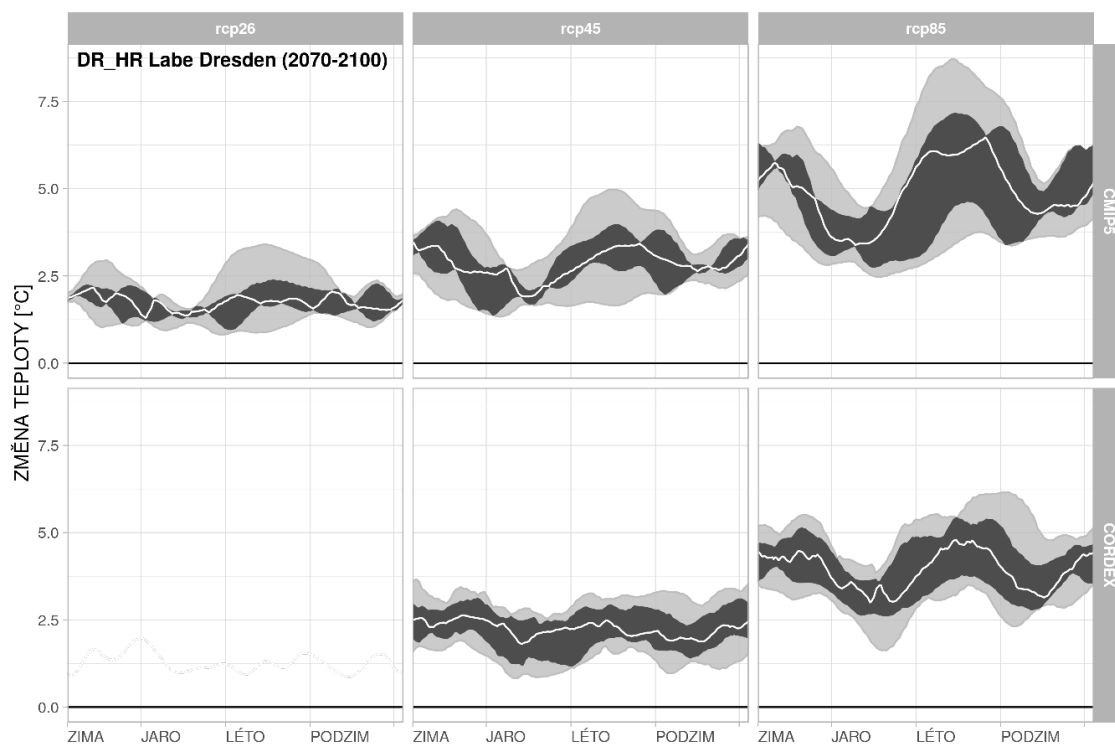 rcp26 rcp45 rcp85
DR_HR Labe Dresden (2070-2100)
ZMĚNA TEPLOTY [°C]
7.5
5.0
2.5
0.0
CMIP5
7.5
5.0
2.5
0.0
CORDEX
ZIMA JARO LÉTO PODZIM ZIMA JARO LÉTO PODZIM ZIMA JARO LÉTO PODZIM